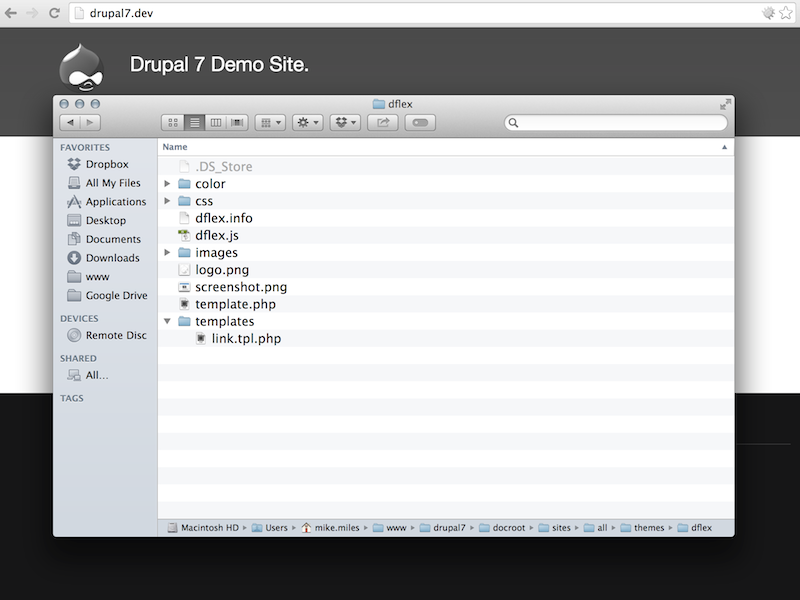 drupal7.dev
Drupal 7 Demo Site.
dflex
FAVORITES
Dropbox
All My Files
Applications
Desktop
Documents
Downloads
www
Google Drive
DEVICES
Remote Disc
SHARED
All...
TAGS
Name
.DS_Store
color
css
dflex.info
dflex.js
images
logo.png
screenshot.png
template.php
templates
link.tpl.php
Macintosh HD Users mike.miles www drupal7 docroot sites all themes dflex